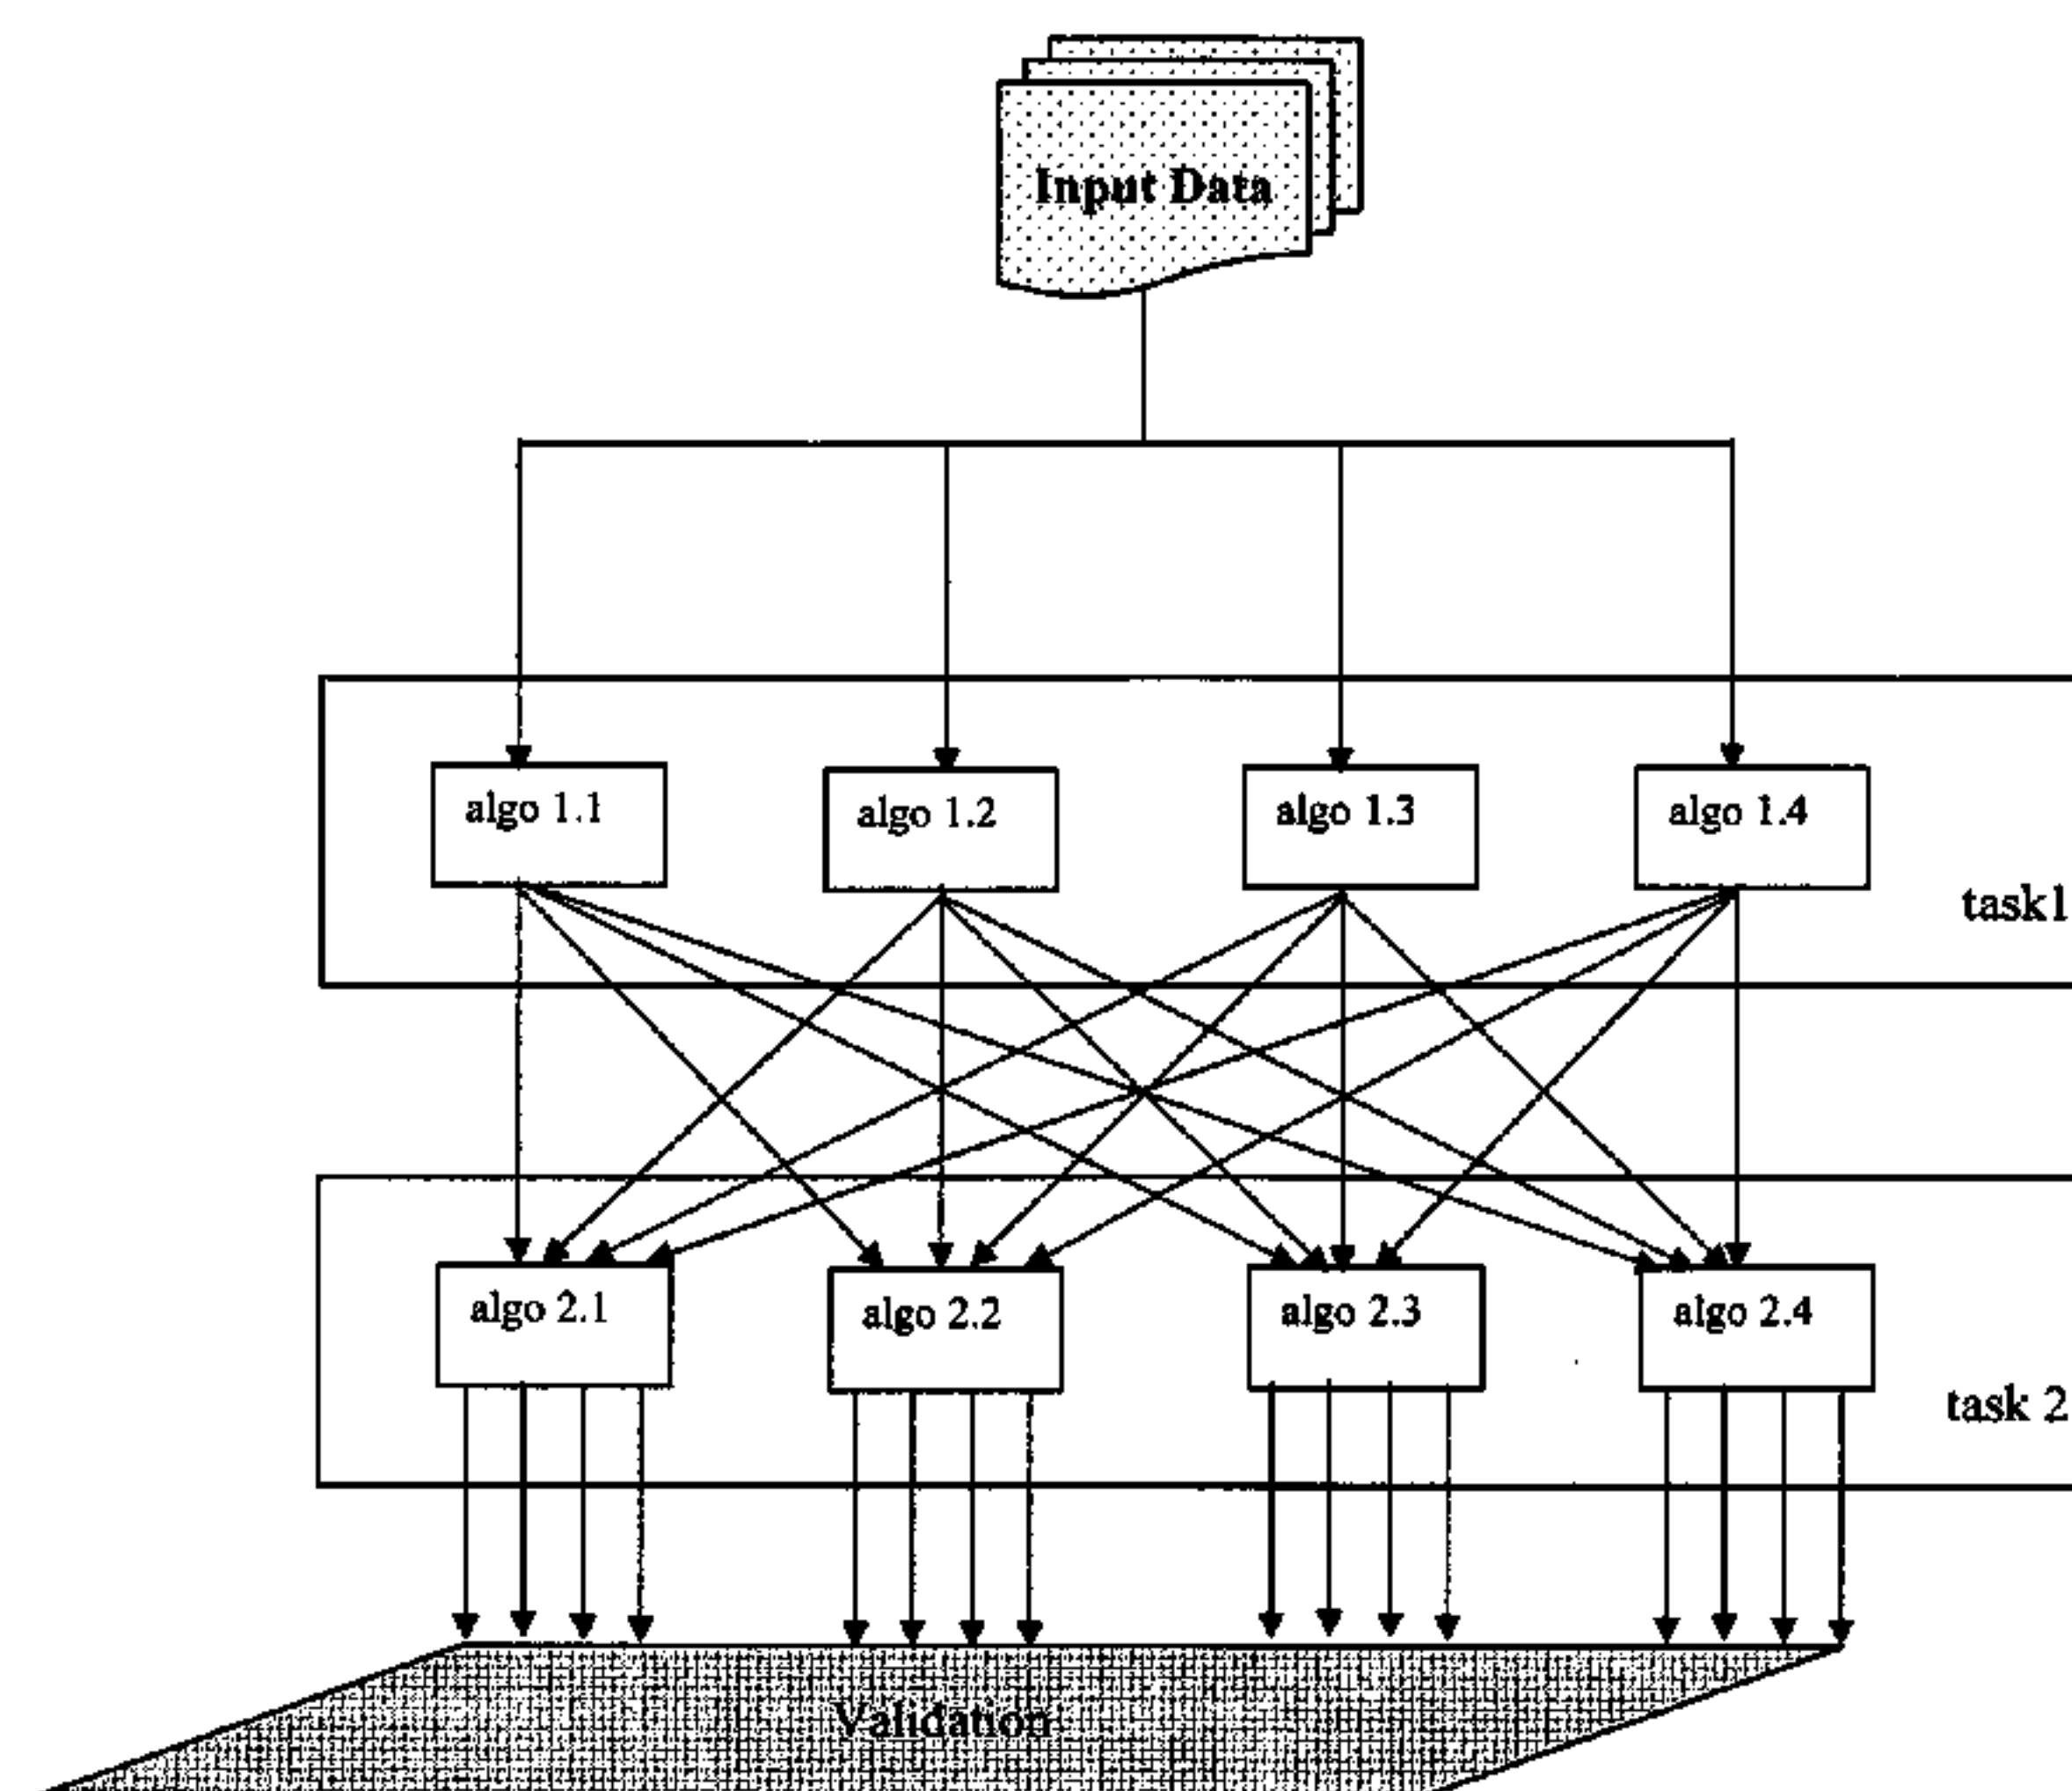 Input Data
algo 1.1
algo 1.2
algo 1.3
algo 1.4
task1
algo 2.1
algo 2.2
algo 2.3
algo 2.4
task 2
Validation